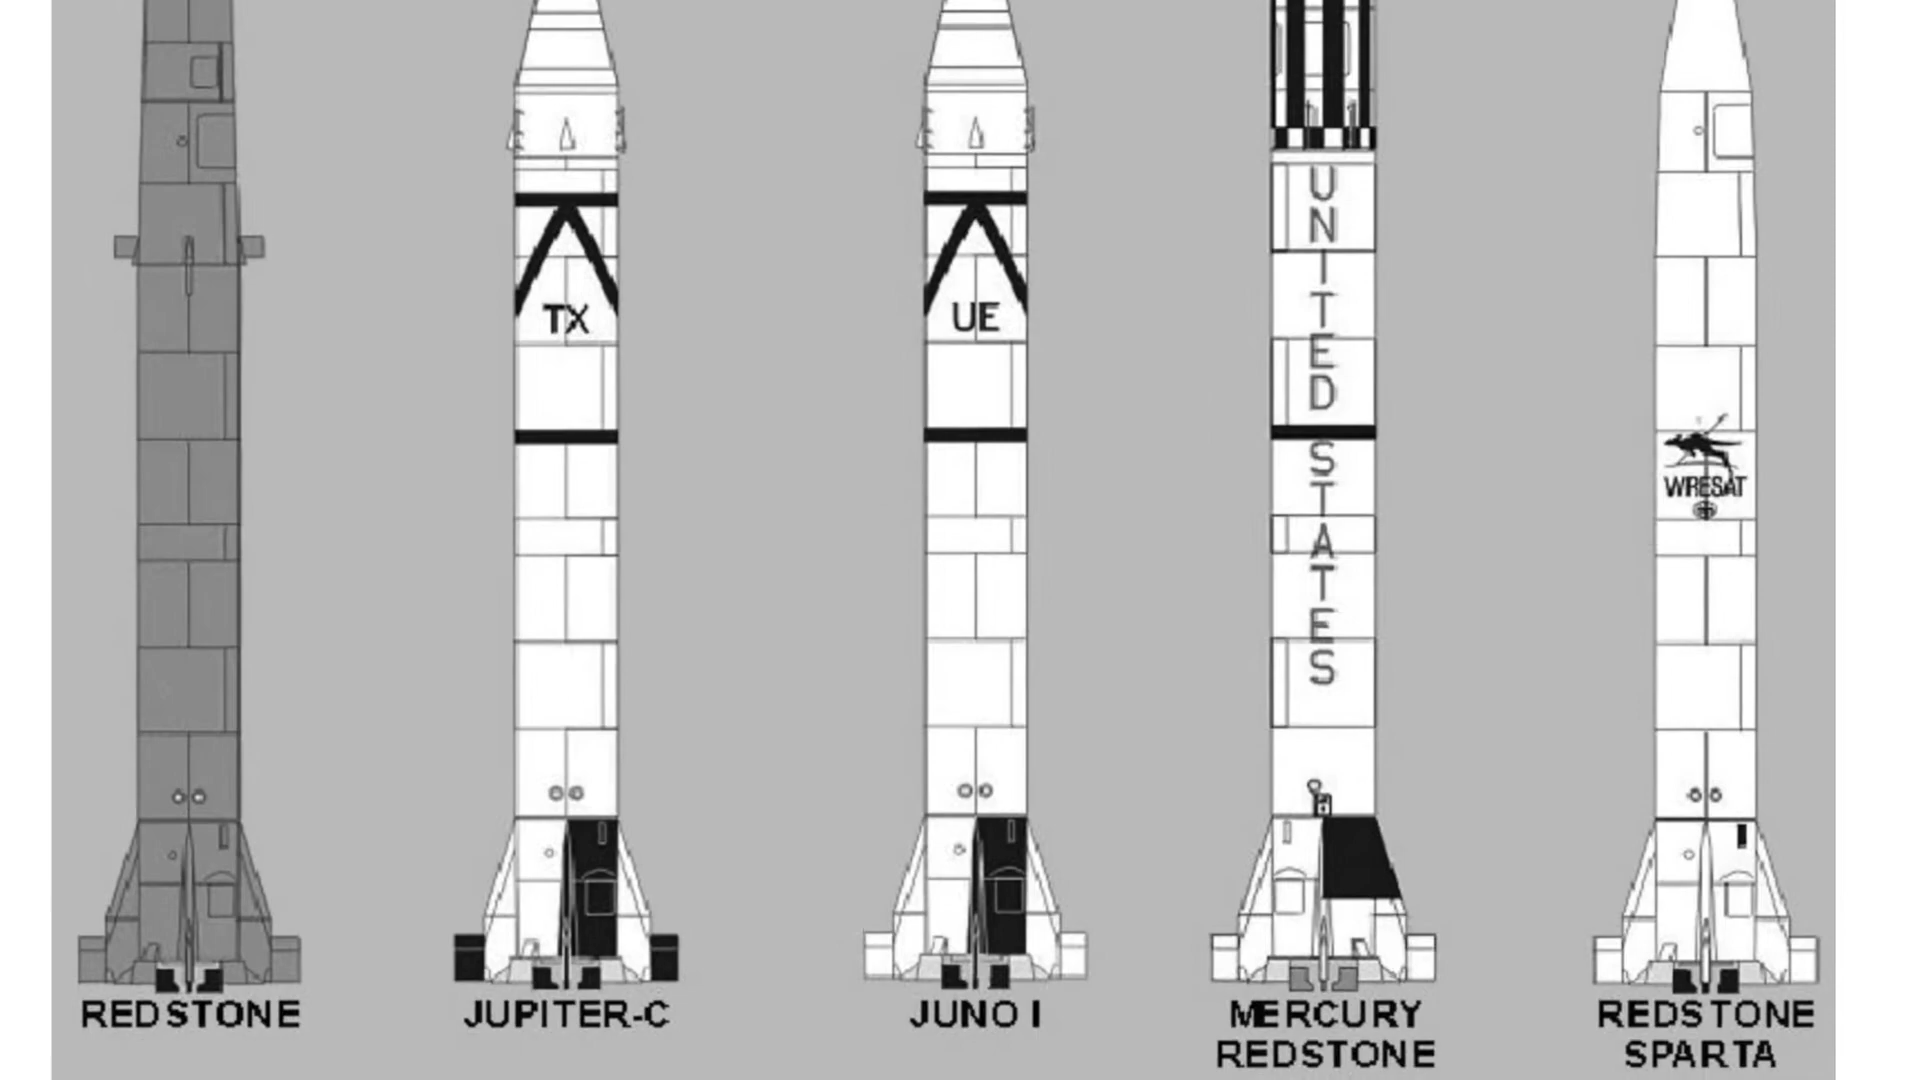 TX
UE
UNITED STATES
WRESAT
REDSTONE
JUPITER-C
JUNO I
MERCURY
REDSTONE
REDSTONE
SPARTA